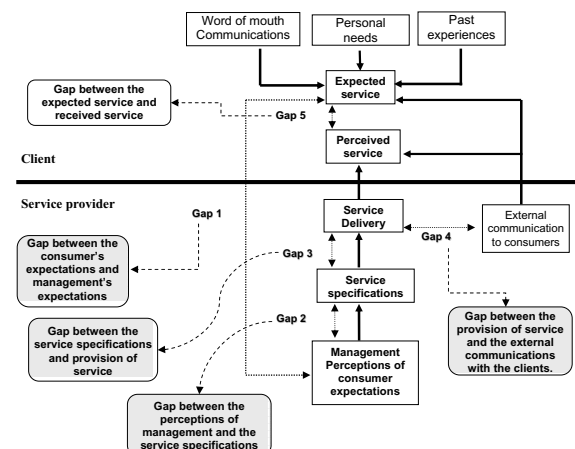 Word of mouth
Communications
Personal
needs
Past
experiences
Gap between the
expected service and
received service
Expected
service
Gap 5
Perceived
service
Client
Service provider
Gap 1
Service
Delivery
External
communication
to consumers
Gap 4
Gap between the
consumer's
expectations and
management's
expectations
Gap 3
Service
specifications
Gap between the
service specifications
and provision of
service
Gap 2
Gap between the
provision of service
and the external
communications
with the clients.
Management
Perceptions of
consumer
expectations
Gap between the
perceptions of
management and the
service specifications